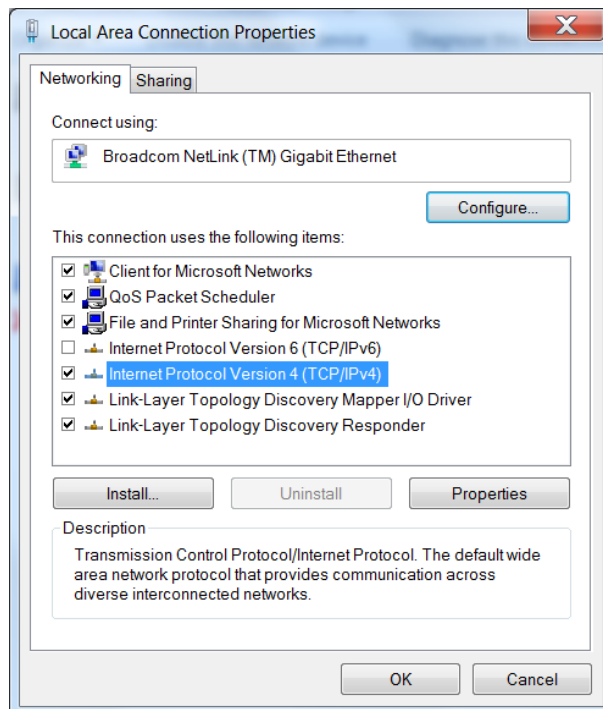 Local Area Connection Properties
Networking
Sharing
Connect using:
Broadcom NetLink (TM) Gigabit Ethernet
Configure...
This connection uses the following items:
Client for Microsoft Networks
QoS Packet Scheduler
File and Printer Sharing for Microsoft Networks
Internet Protocol Version 6 (TCP/IPv6)
Internet Protocol Version 4 (TCP/IPv4)
Link-Layer Topology Discovery Mapper I/O Driver
Link-Layer Topology Discovery Responder
Install...
Uninstall
Properties
Description
Transmission Control Protocol/Internet Protocol. The default wide
area network protocol that provides communication across
diverse interconnected networks.
OK
Cancel